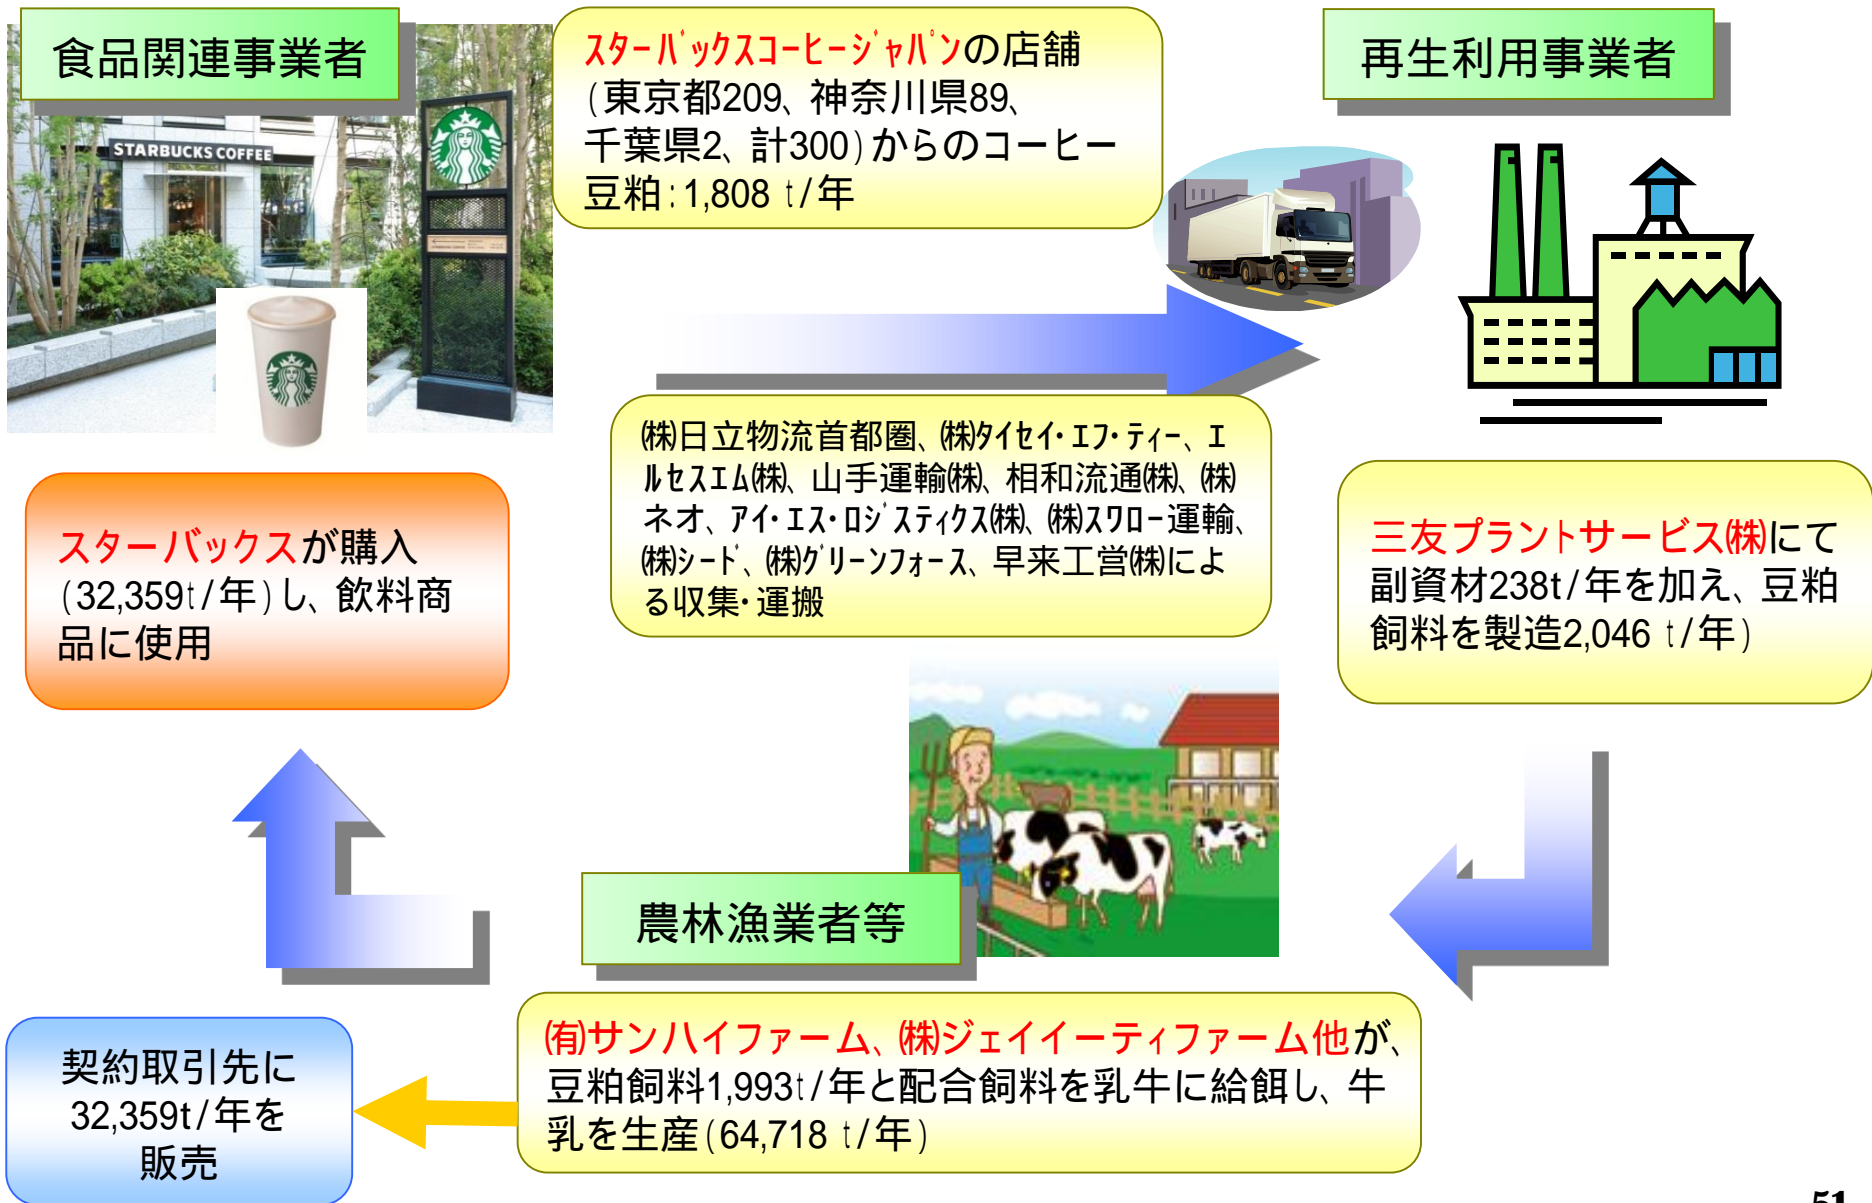 食品関連事業者
STARBUCKS COFFEE
ｽﾀｰﾊﾞｯｸｽｺｰﾋｰｼﾞｬﾊﾟﾝの店舗
(東京都209、神奈川県89、
千葉県2、計300)からのコーヒー
豆粕:1,808 t/年
再生利用事業者
㈱日立物流首都圏、㈱ﾀｲｾｲ･ｴﾌ･ﾃｨｰ、エ
ﾙｾｽｴﾑ㈱、山手運輸㈱、相和流通㈱、㈱
ネオ、ｱｲ･ｴｽ･ﾛｼﾞｽﾃｨｸｽ㈱、㈱ｽﾜﾛｰ運輸、
㈱ｼｰﾄﾞ、㈱ｸﾞﾘｰﾝﾌｫｰｽ、早来工営㈱によ
る収集･運搬
三友プラントサービス㈱にて
副資材238t/年を加え、豆粕
飼料を製造2,046 t/年)
スターバックスが購入
(32,359t/年)し、飲料商
品に使用
農林漁業者等
㈲サンハイファーム、㈱ジェイイーティファーム他が、
豆粕飼料1,993t/年と配合飼料を乳牛に給餌し、牛
乳を生産(64,718 t/年)
契約取引先に
32,359t/年を
販売
51